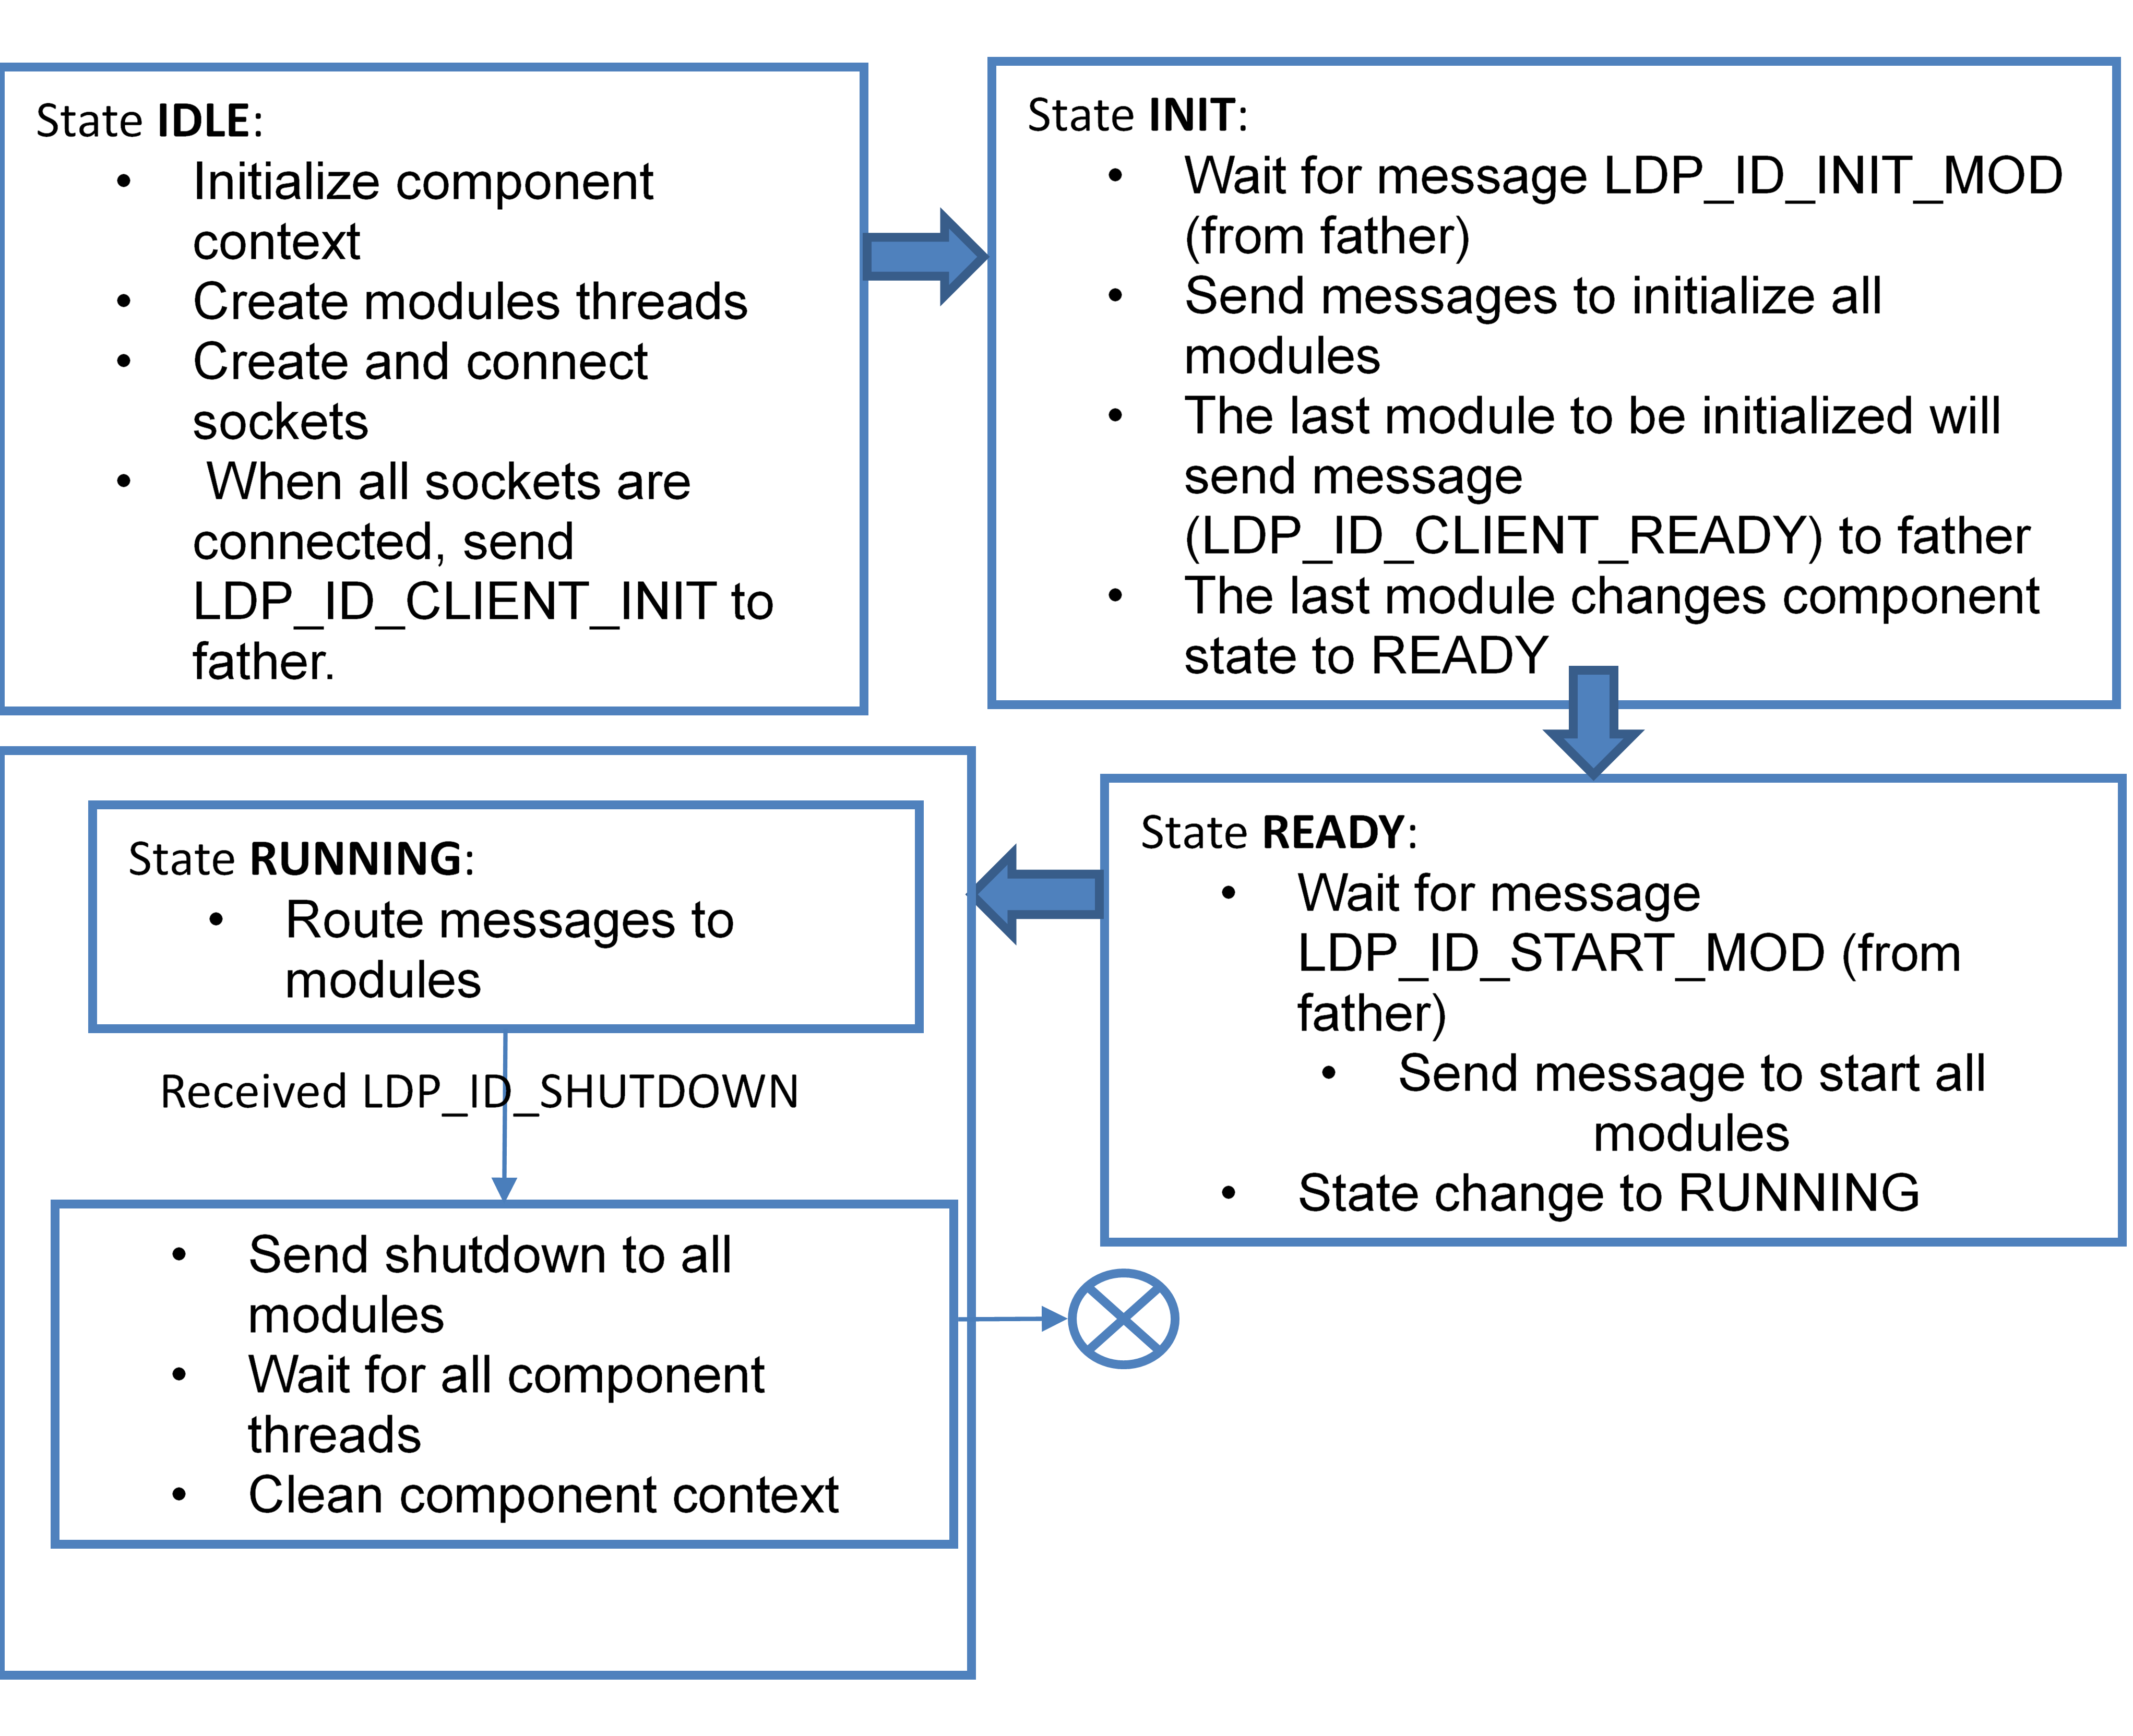 State IDLE:
• Initialize component
context
• Create modules threads
• Create and connect
sockets
• When all sockets are
connected, send
LDP_ID_CLIENT_INIT to
father.
State INIT:
• Wait for message LDP_ID_INIT_MOD
(from father)
• Send messages to initialize all
modules
• The last module to be initialized will
send message
(LDP_ID_CLIENT_READY) to father
• The last module changes component
state to READY
State READY:
• Wait for message
LDP_ID_START_MOD (from
father)
• Send message to start all
modules
• State change to RUNNING
State RUNNING:
• Route messages to
modules
Received LDP_ID_SHUTDOWN
• Send shutdown to all
modules
• Wait for all component
threads
• Clean component context